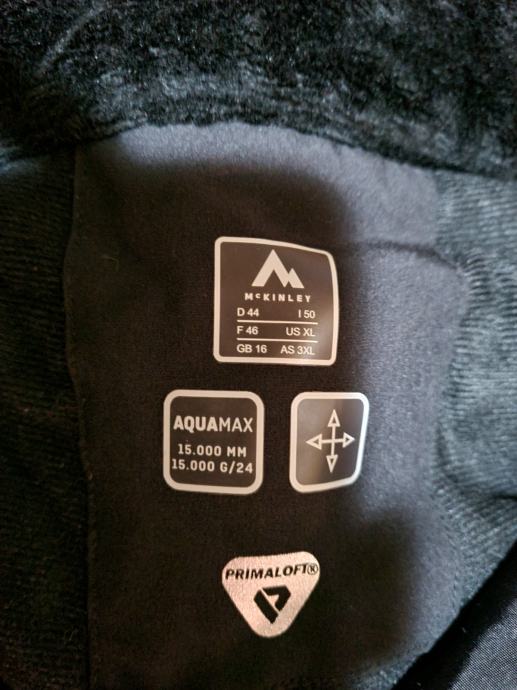 McKINLEY
D 44 I 50
F 46 US XL
GB 16 AS 3XL
AQUAMAX
15.000 MM
15.000 G/24
PRIMALOFT®